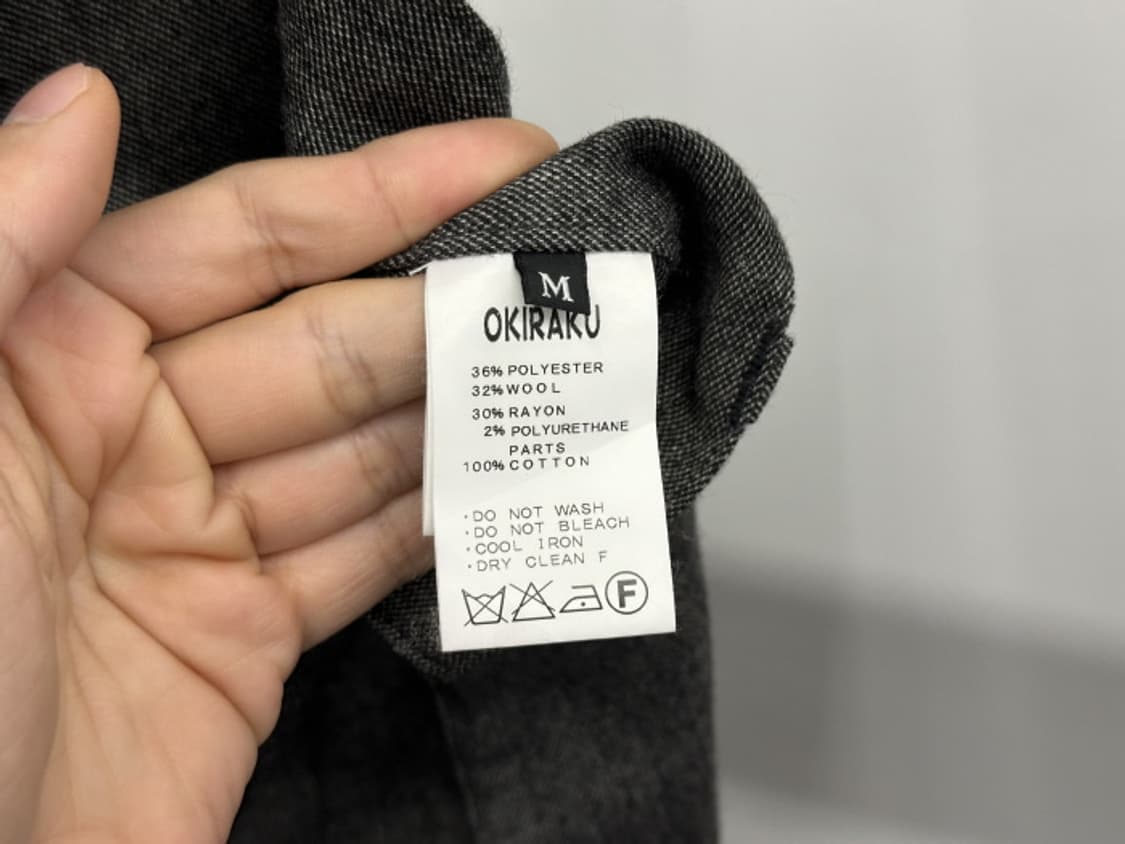 M
OKIRAKU
36% POLYESTER
32% WOOL
30% RAYON
2% POLYURETHANE
PARTS
100% COTTON
·DO NOT WASH
·DO NOT BLEACH
·COOL IRON
·DRY CLEAN F
F